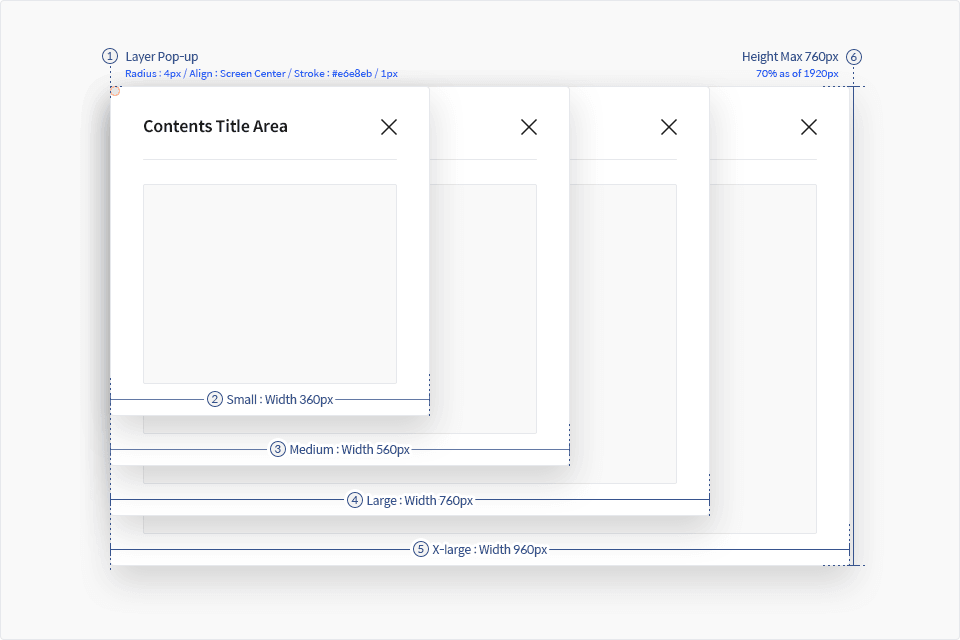 ① Layer Pop-up
Radius : 4px / Align : Screen Center / Stroke : #e6e8eb / 1px
Height Max 760px ⑥
70% as of 1920px
Contents Title Area
② Small : Width 360px
③ Medium : Width 560px
④ Large : Width 760px
⑤ X-large : Width 960px